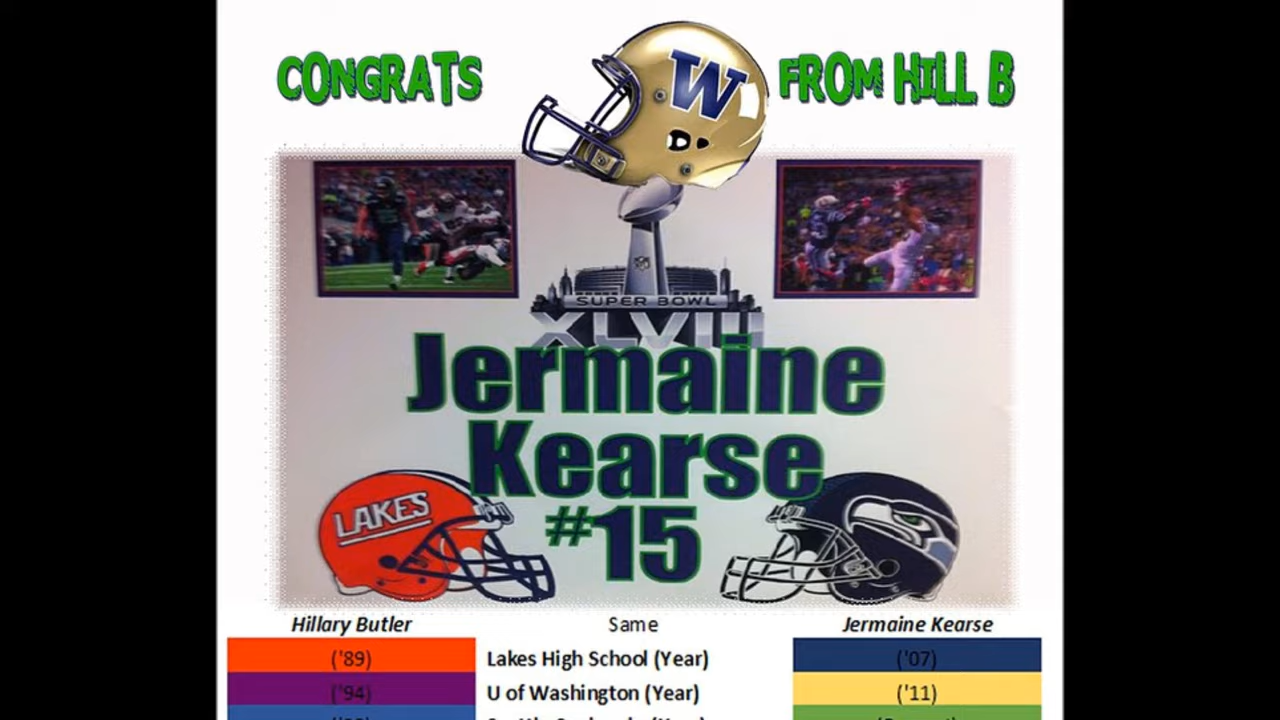 CONGRATS FROM HILL B
W
SUPER BOWL
XLVIII
Jermaine
Kearse
#15
LAKES
Hillary Butler Same Jermaine Kearse
('89) Lakes High School (Year) ('07)
('94) U of Washington (Year) ('11)